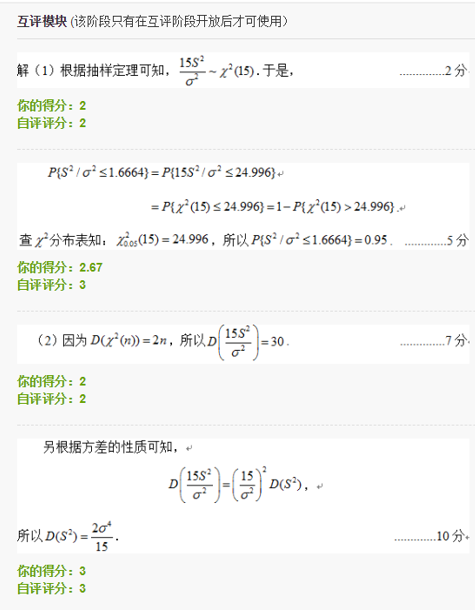 互评模块 (该阶段只有在互评阶段开放后才可使用)
解（1）根据抽样定理可知，15S²/σ² ~ χ²(15). 于是， ..............2 分
你的得分：2
自评评分：2
P{S²/σ² ≤1.6664} = P{15S²/σ² ≤24.996}
= P{χ²(15) ≤24.996} =1−P{χ²(15) >24.996}.
查 χ² 分布表知：χ²₀.₀₅(15) = 24.996，所以 P{S²/σ² ≤1.6664} = 0.95. .............5 分
你的得分：2.67
自评评分：3
（2）因为 D(χ²(n)) = 2n，所以 D(15S²/σ²) = 30. .............7 分
你的得分：2
自评评分：2
另根据方差的性质可知，
D(15S²/σ²) = (15/σ²)² D(S²)，
所以 D(S²) = 2σ⁴/15. .............10 分
你的得分：3
自评评分：3